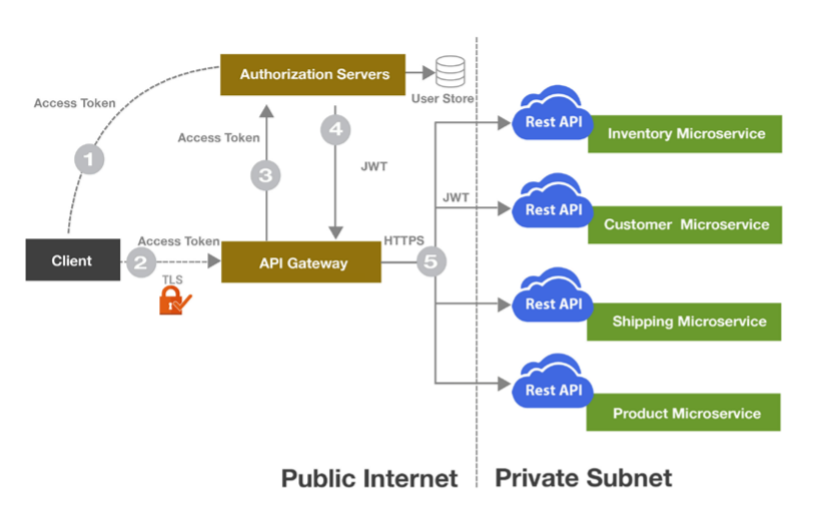 Authorization Servers
User Store
Access Token
1
Access Token
3
4
JWT
Client
Access Token
2
TLS
API Gateway
HTTPS
5
JWT
Rest API
Inventory Microservice
Rest API
Customer Microservice
Rest API
Shipping Microservice
Rest API
Product Microservice
Public Internet
Private Subnet